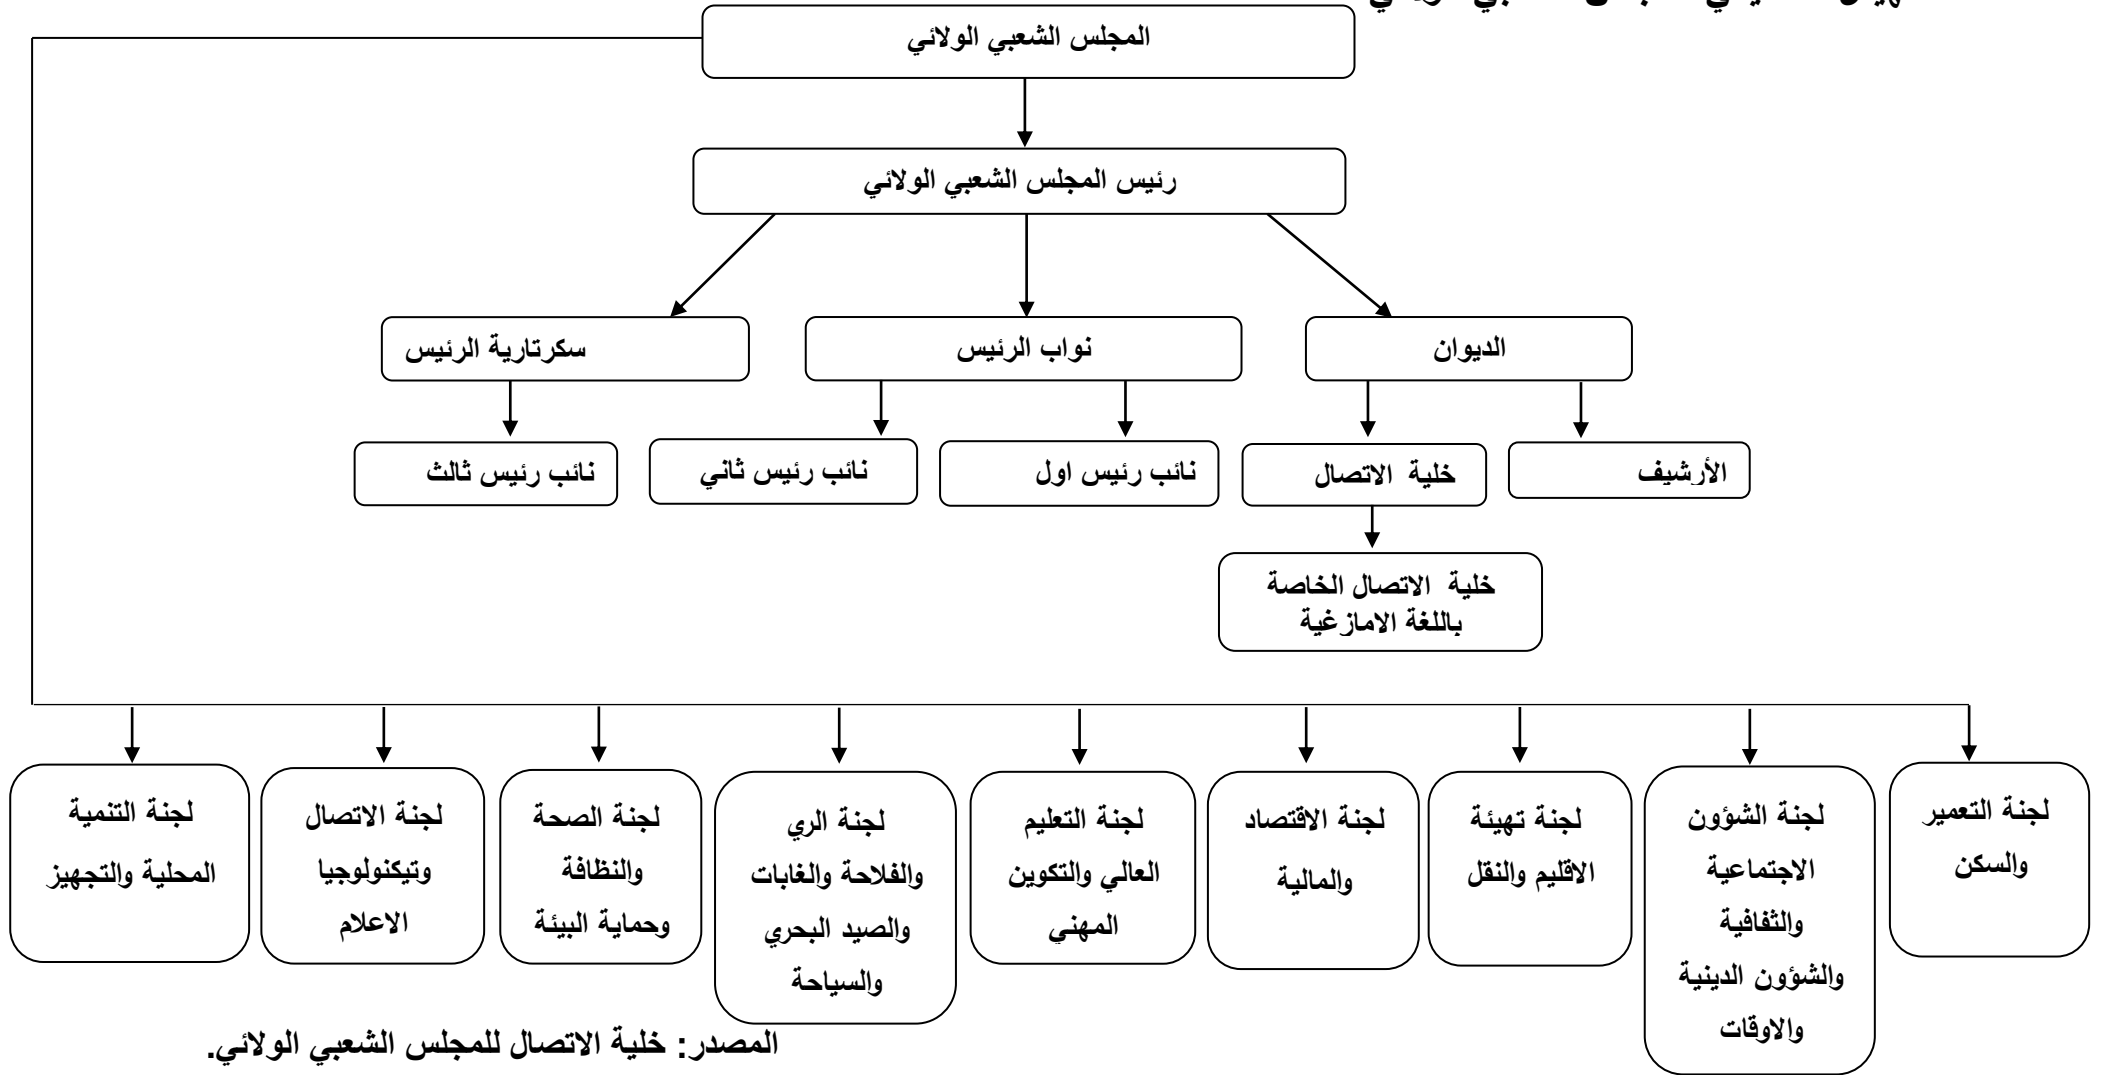 المجلس الشعبي الولائي
رئيس المجلس الشعبي الولائي
الديوان
نواب الرئيس
سكرتارية الرئيس
الأرشيف
خلية الاتصال
نائب رئيس اول
نائب رئيس ثاني
نائب رئيس ثالث
خلية الاتصال الخاصة
باللغة الامازغية
لجنة التعمير
والسكن
لجنة الشؤون
الاجتماعية
والثفافية
والشؤون الدينية
والاوقات
لجنة تهيئة
الاقليم والنقل
لجنة الاقتصاد
والمالية
لجنة التعليم
العالي والتكوين
المهني
لجنة الري
والفلاحة والغابات
والصيد البحري
والسياحة
لجنة الصحة
والنظافة
وحماية البيئة
لجنة الاتصال
وتيكنولوجيا
الاعلام
لجنة التنمية
المحلية والتجهيز
المصدر: خلية الاتصال للمجلس الشعبي الولائي.